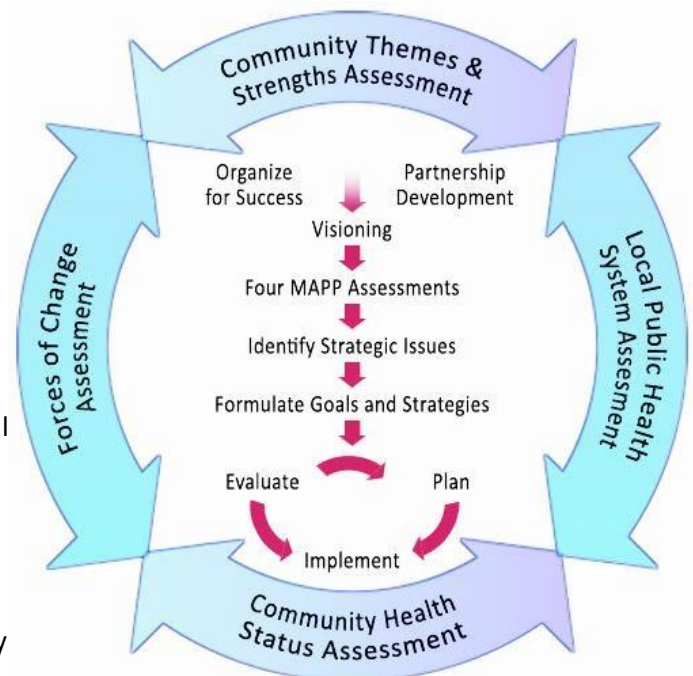 Community Themes &
Strengths Assessment
Organize
for Success
Partnership
Development
Visioning
Four MAPP Assessments
Identify Strategic Issues
Formulate Goals and Strategies
Evaluate
Plan
Implement
Forces of Change
Assessment
Local Public Health
System Assesment
Community Health
Status Assessment